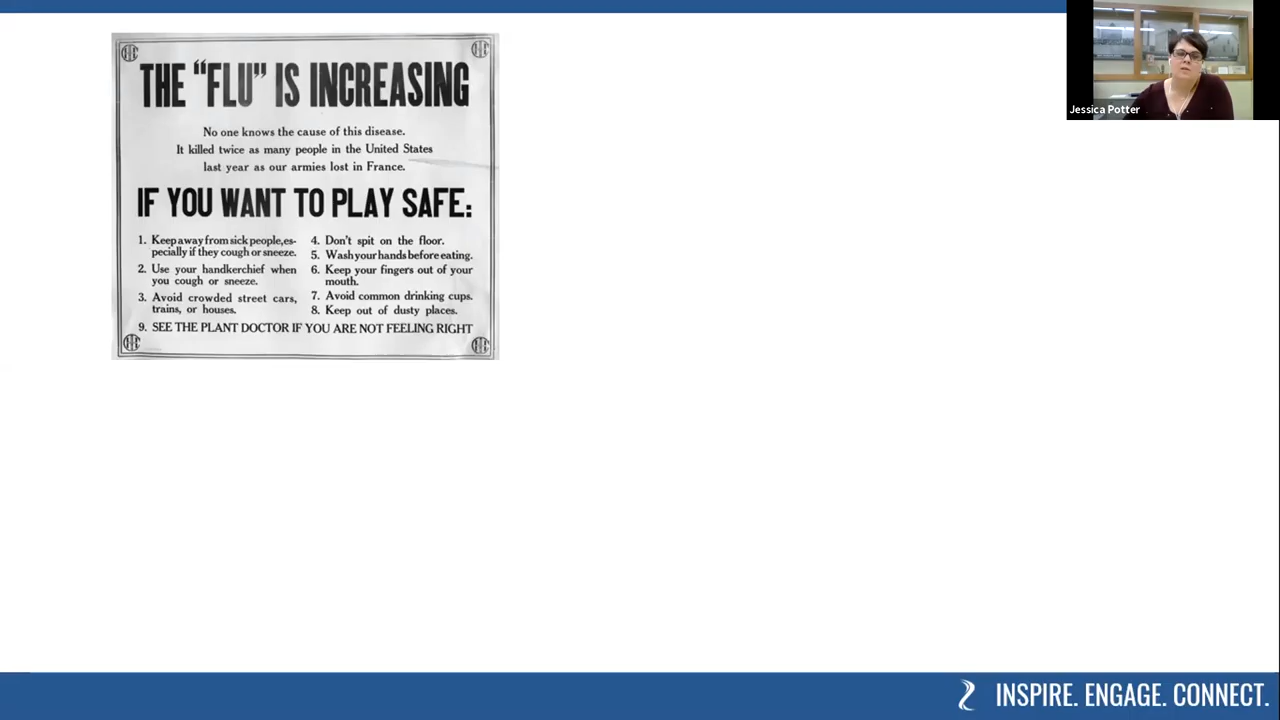 THE "FLU" IS INCREASING
No one knows the cause of this disease.
It killed twice as many people in the United States
last year as our armies lost in France.
IF YOU WANT TO PLAY SAFE:
1. Keep away from sick people, es-
pecially if they cough or sneeze.
2. Use your handkerchief when
you cough or sneeze.
3. Avoid crowded street cars,
trains, or houses.
4. Don't spit on the floor.
5. Wash your hands before eating.
6. Keep your fingers out of your
mouth.
7. Avoid common drinking cups.
8. Keep out of dusty places.
9. SEE THE PLANT DOCTOR IF YOU ARE NOT FEELING RIGHT
Jessica Potter
INSPIRE. ENGAGE. CONNECT.